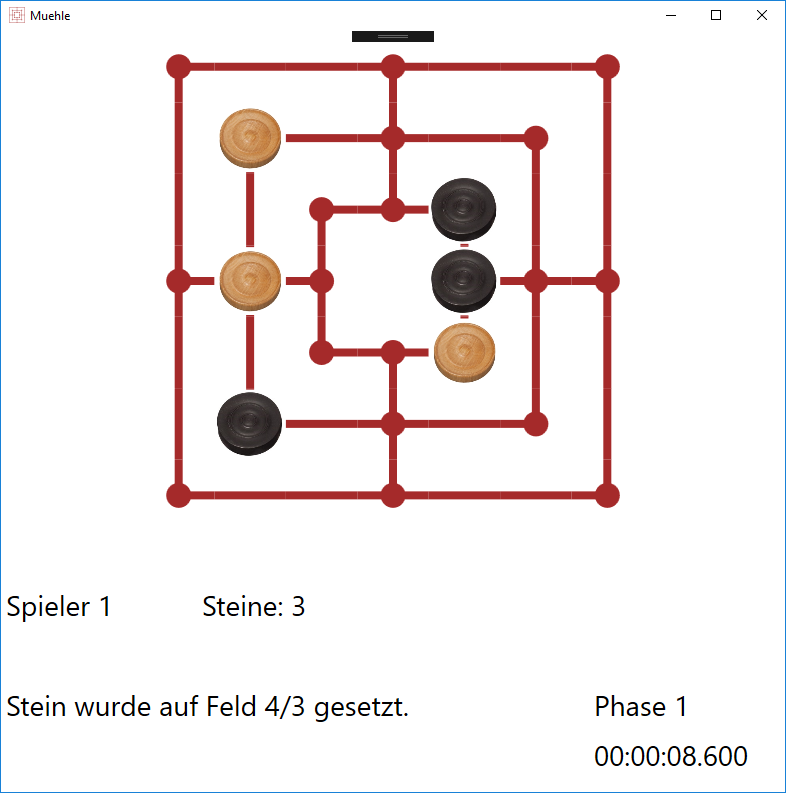 Muehle
Spieler 1
Steine: 3
Stein wurde auf Feld 4/3 gesetzt.
Phase 1
00:00:08.600